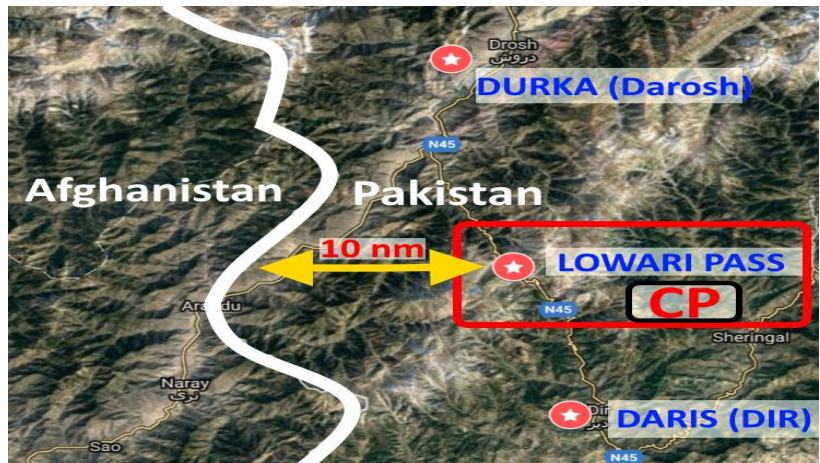 Drosh
دروش
DURKA (Darosh)
N45
Afghanistan
Pakistan
10 nm
LOWARI PASS
CP
N45
Arandu
Sheringal
Naray
نری
DARIS (DIR)
Sao
N45